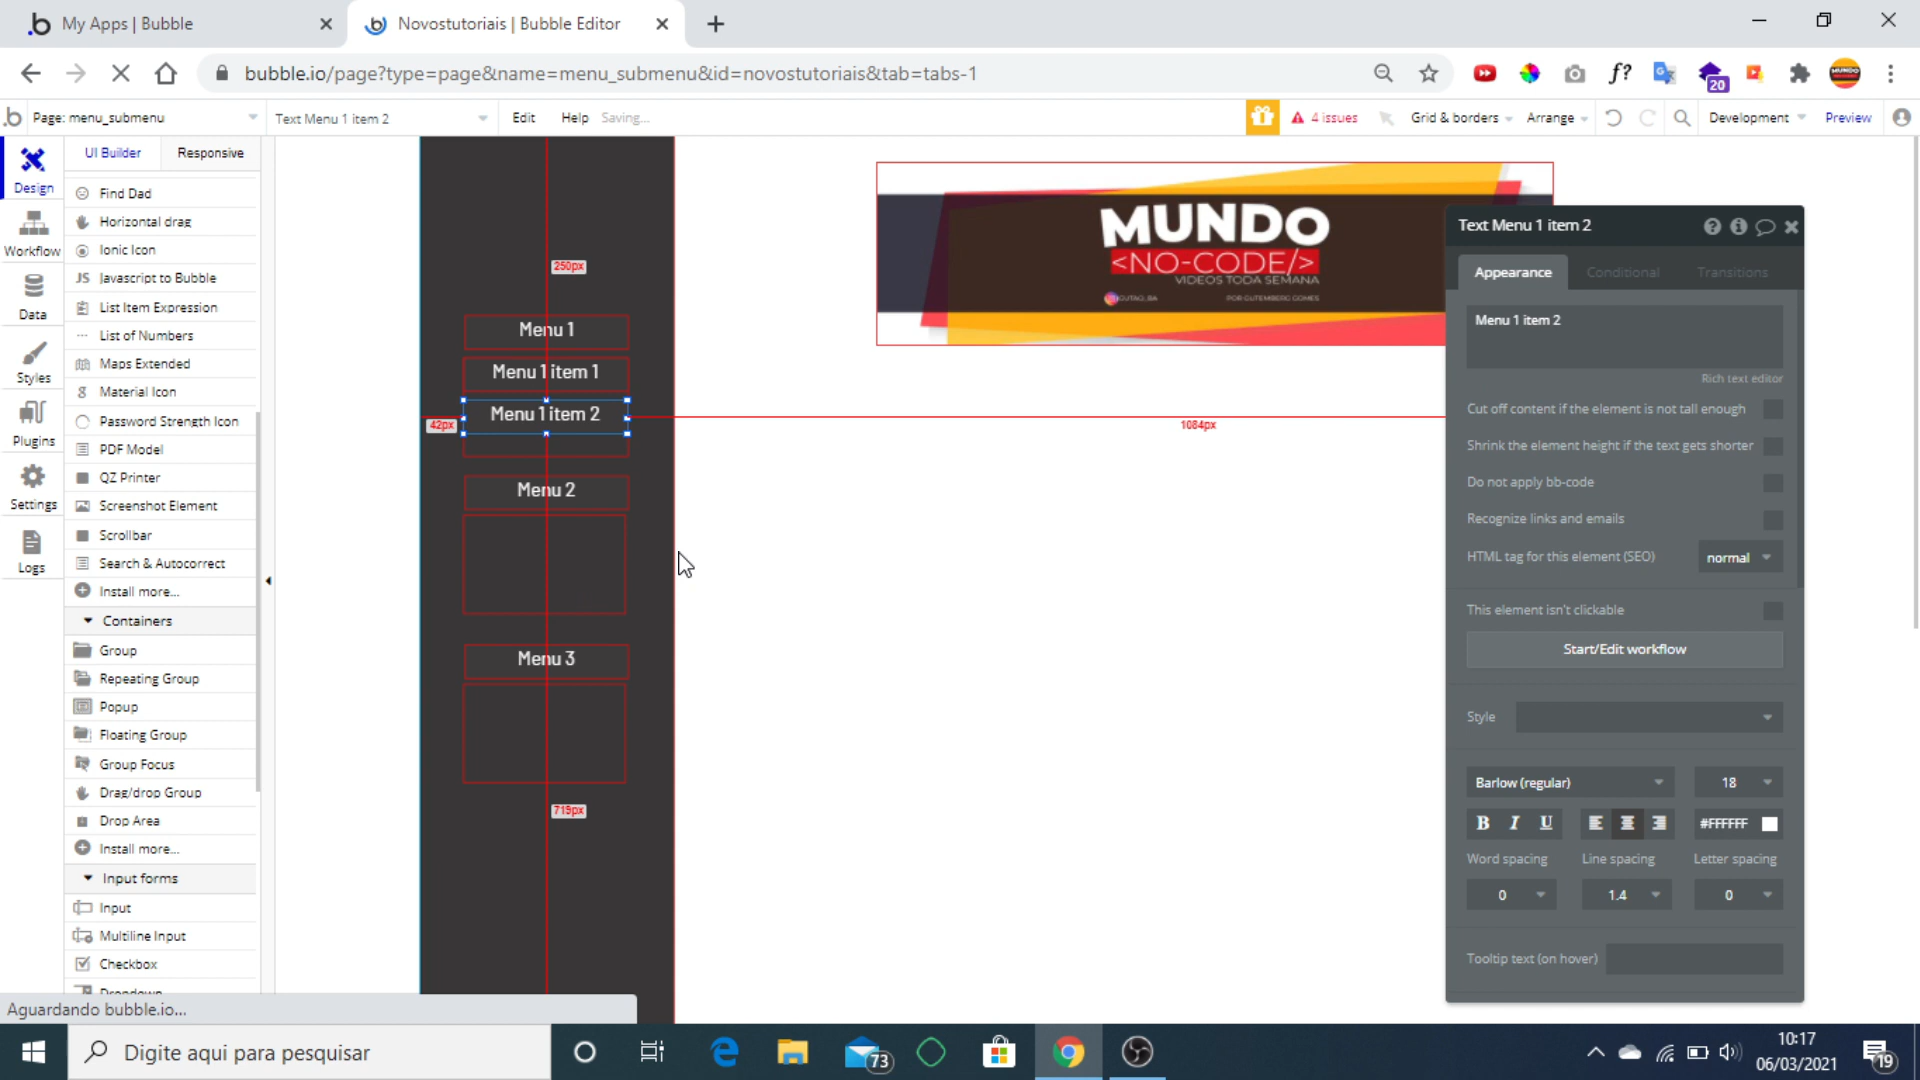 My Apps | Bubble
Novostutoriais | Bubble Editor
bubble.io/page?type=page&name=menu_submenu&id=novostutoriais&tab=tabs-1
20
Page: menu_submenu
Text Menu 1 item 2
Edit
Help
Saving...
4 issues
Grid & borders
Arrange
Development
Preview
Design
Workflow
Data
Styles
Plugins
Settings
Logs
UI Builder
Responsive
Find Dad
Horizontal drag
Ionic Icon
JS Javascript to Bubble
List Item Expression
List of Numbers
Maps Extended
Material Icon
Password Strength Icon
PDF Model
QZ Printer
Screenshot Element
Scrollbar
Search & Autocorrect
Install more...
Containers
Group
Repeating Group
Popup
Floating Group
Group Focus
Drag/drop Group
Drop Area
Install more...
Input forms
Input
Multiline Input
Checkbox
Dropdown
250px
Menu 1
Menu 1 item 1
Menu 1 item 2
42px
1084px
Menu 2
Menu 3
719px
MUNDO
<NO-CODE/>
VIDEOS TODA SEMANA
@GUTAO_BA
POR GUTEMBERG GOMES
Text Menu 1 item 2
Appearance
Conditional
Transitions
Menu 1 item 2
Rich text editor
Cut off content if the element is not tall enough
Shrink the element height if the text gets shorter
Do not apply bb-code
Recognize links and emails
HTML tag for this element (SEO)
normal
This element isn't clickable
Start/Edit workflow
Style
Barlow (regular)
18
B I U
#FFFFFF
Word spacing
Line spacing
Letter spacing
0
1.4
0
Tooltip text (on hover)
Aguardando bubble.io...
Digite aqui para pesquisar
73
10:17
06/03/2021
19